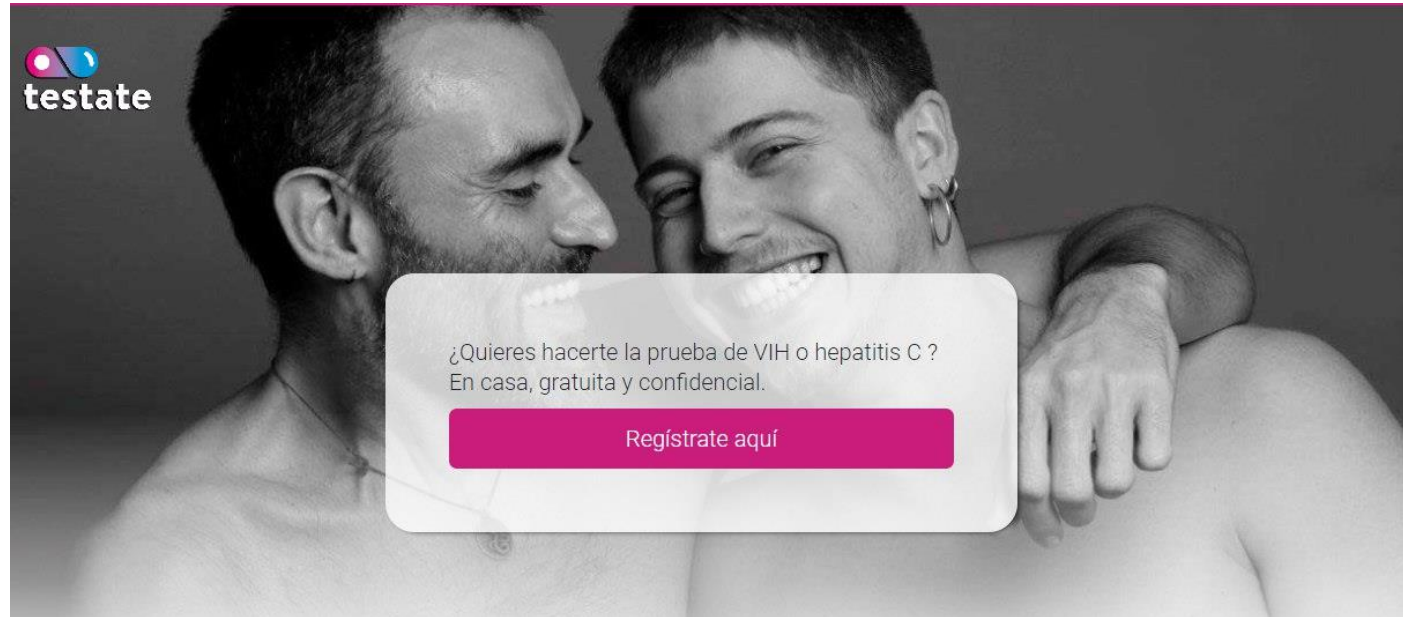 testate
¿Quieres hacerte la prueba de VIH o hepatitis C ?
En casa, gratuita y confidencial.
Regístrate aquí